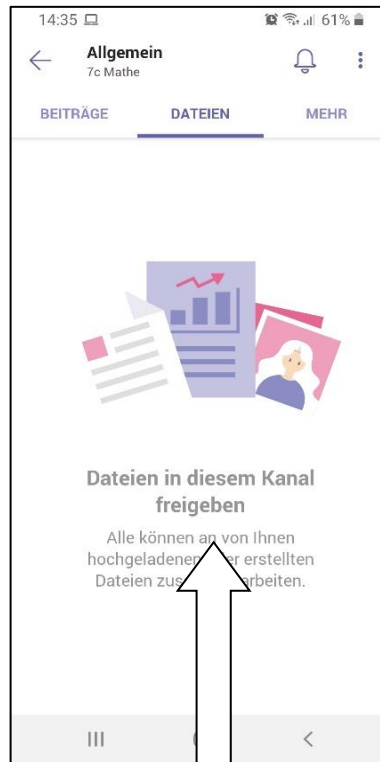 14:35 61%
Allgemein
7c Mathe
BEITRÄGE DATEIEN MEHR
Dateien in diesem Kanal
freigeben
Alle können an von Ihnen
hochgeladenen erstellten
Dateien